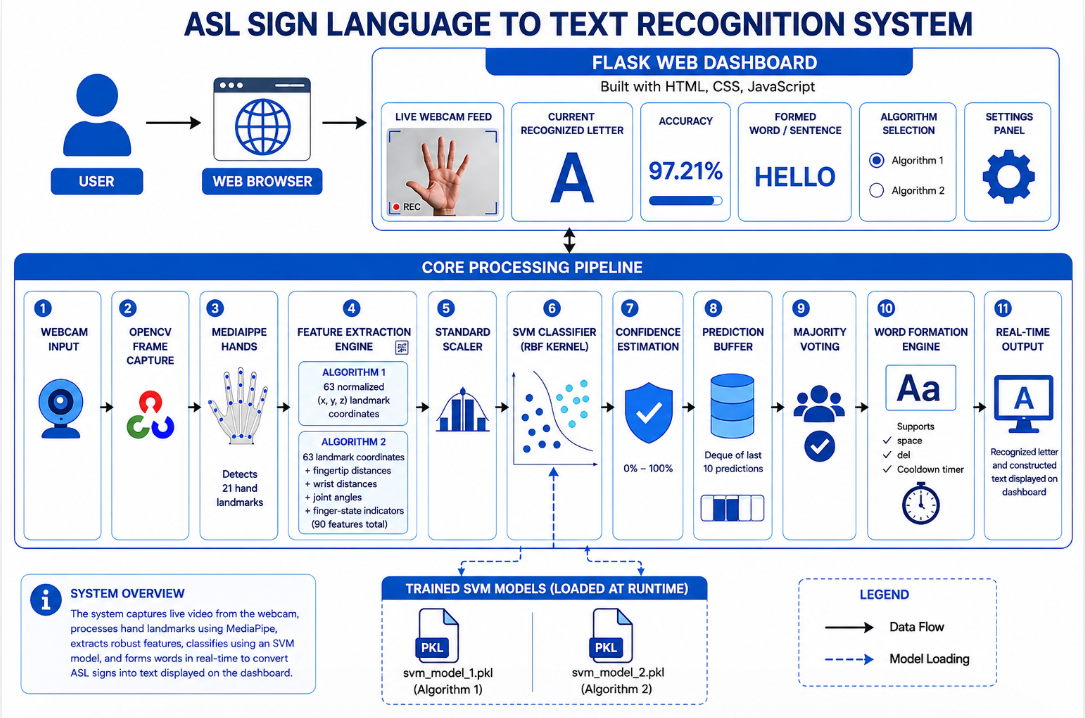 ASL SIGN LANGUAGE TO TEXT RECOGNITION SYSTEM
USER
WEB BROWSER
FLASK WEB DASHBOARD
Built with HTML, CSS, JavaScript
LIVE WEBCAM FEED
REC
CURRENT
RECOGNIZED LETTER
A
ACCURACY
97.21%
FORMED
WORD / SENTENCE
HELLO
ALGORITHM
SELECTION
Algorithm 1
Algorithm 2
SETTINGS
PANEL
CORE PROCESSING PIPELINE
1
WEBCAM
INPUT
2
OPENCV
FRAME
CAPTURE
3
MEDIAIPPE
HANDS
Detects
21 hand
landmarks
4
FEATURE EXTRACTION
ENGINE
ALGORITHM 1
63 normalized
(x, y, z) landmark
coordinates
ALGORITHM 2
63 landmark coordinates
+ fingertip distances
+ wrist distances
+ joint angles
+ finger-state indicators
(90 features total)
5
STANDARD
SCALER
6
SVM CLASSIFIER
(RBF KERNEL)
7
CONFIDENCE
ESTIMATION
0% – 100%
8
PREDICTION
BUFFER
Deque of last
10 predictions
9
MAJORITY
VOTING
10
WORD FORMATION
ENGINE
Aa
Supports
✓ space
✓ del
✓ Cooldown timer
11
REAL-TIME
OUTPUT
A
Recognized letter
and constructed
text displayed on
dashboard
i
SYSTEM OVERVIEW
The system captures live video from the webcam,
processes hand landmarks using MediaPipe,
extracts robust features, classifies using an SVM
model, and forms words in real-time to convert
ASL signs into text displayed on the dashboard.
TRAINED SVM MODELS (LOADED AT RUNTIME)
PKL
svm_model_1.pkl
(Algorithm 1)
PKL
svm_model_2.pkl
(Algorithm 2)
LEGEND
Data Flow
Model Loading